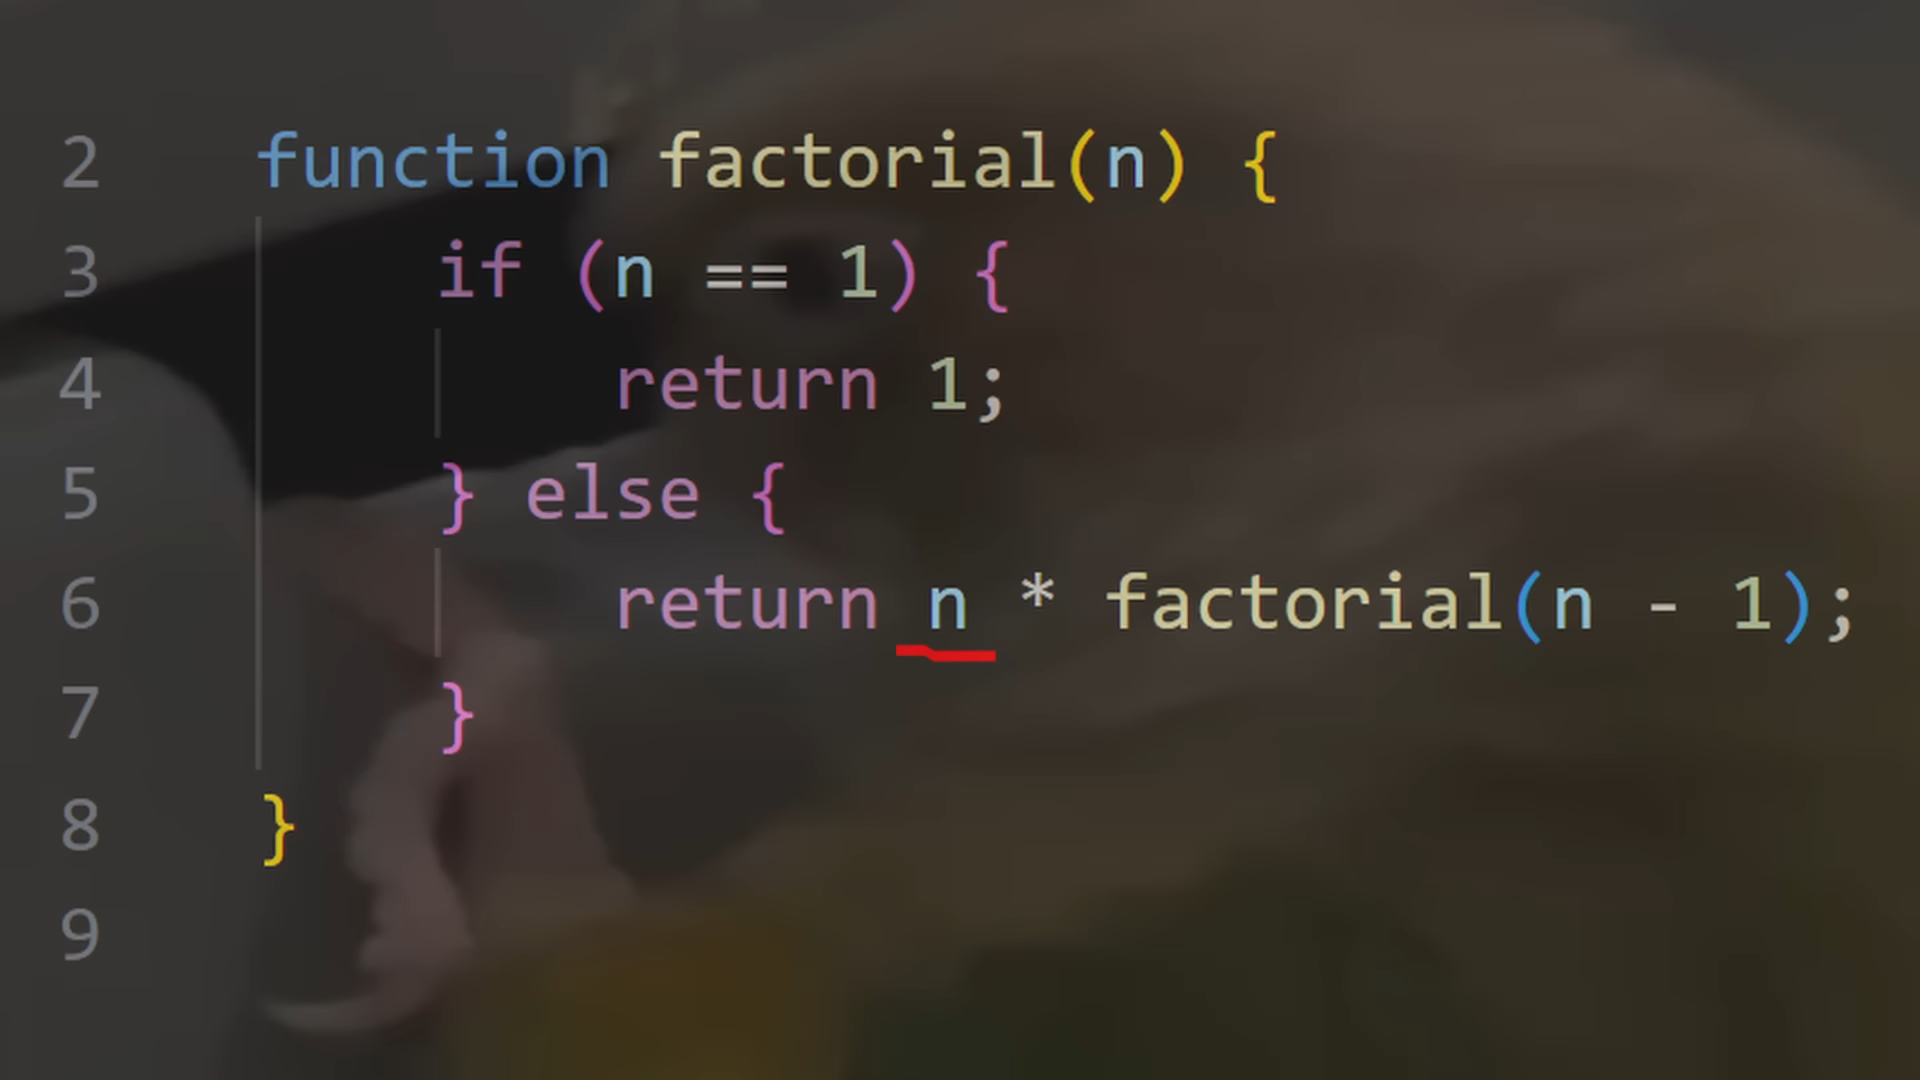 2 function factorial(n) {
3 if (n == 1) {
4 return 1;
5 } else {
6 return n * factorial(n - 1);
7 }
8 }
9